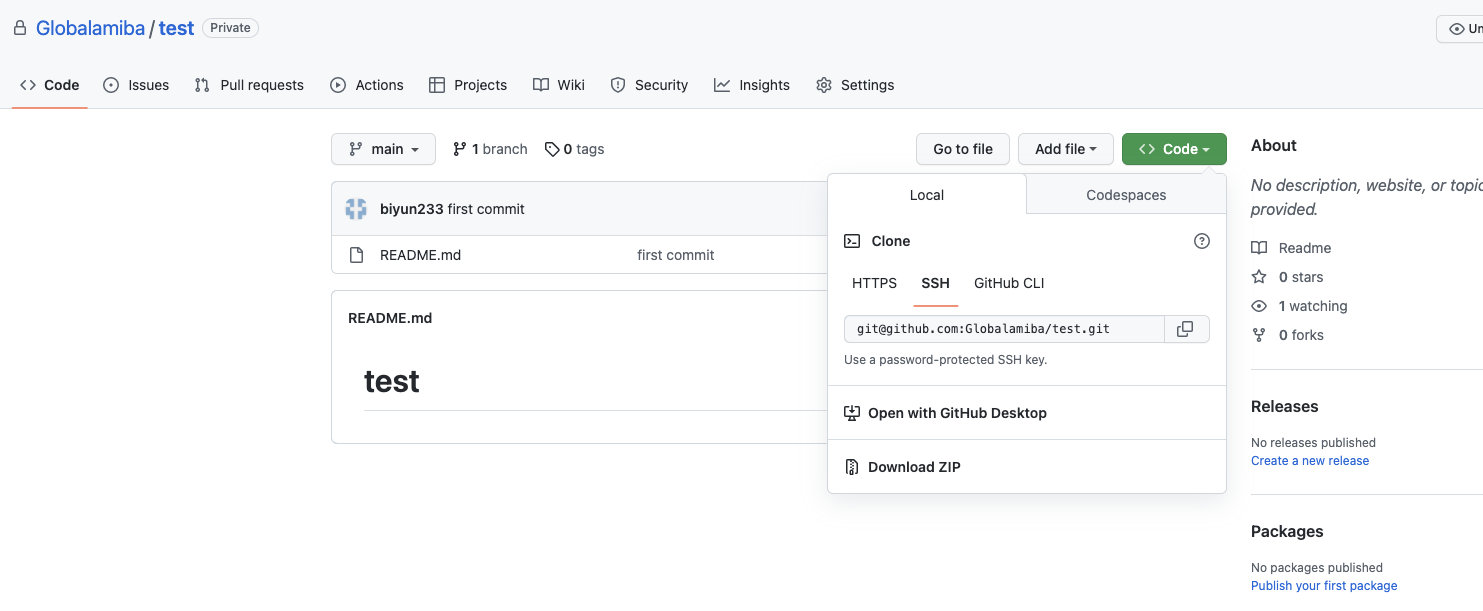 Globalamiba / test Private
Un
Code Issues Pull requests Actions Projects Wiki Security Insights Settings
main 1 branch 0 tags Go to file Add file Code
Local Codespaces
Clone
HTTPS SSH GitHub CLI
git@github.com:Globalamiba/test.git
Use a password-protected SSH key.
Open with GitHub Desktop
Download ZIP
biyun233 first commit
README.md first commit
README.md
test
About
No description, website, or topic
provided.
Readme
0 stars
1 watching
0 forks
Releases
No releases published
Create a new release
Packages
No packages published
Publish your first package